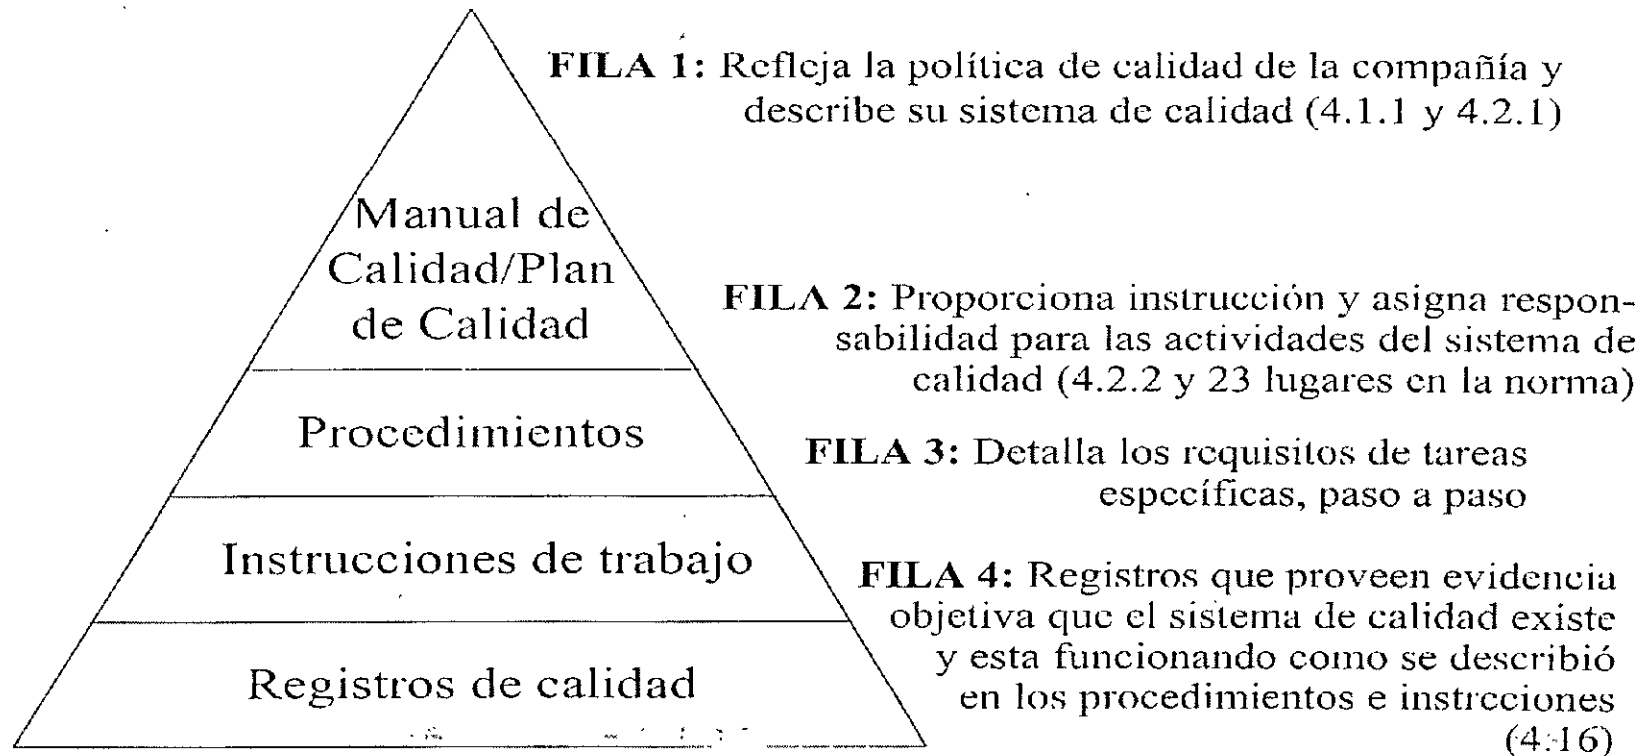 FILA 1: Refleja la política de calidad de la compañía y
describe su sistema de calidad (4.1.1 y 4.2.1)
Manual de
Calidad/Plan
de Calidad
FILA 2: Proporciona instrucción y asigna respon-
sabilidad para las actividades del sistema de
calidad (4.2.2 y 23 lugares en la norma)
Procedimientos
FILA 3: Detalla los requisitos de tareas
específicas, paso a paso
Instrucciones de trabajo
FILA 4: Registros que proveen evidencia
objetiva que el sistema de calidad existe
y esta funcionando como se describió
en los procedimientos e instrcciones
(4.16)
Registros de calidad